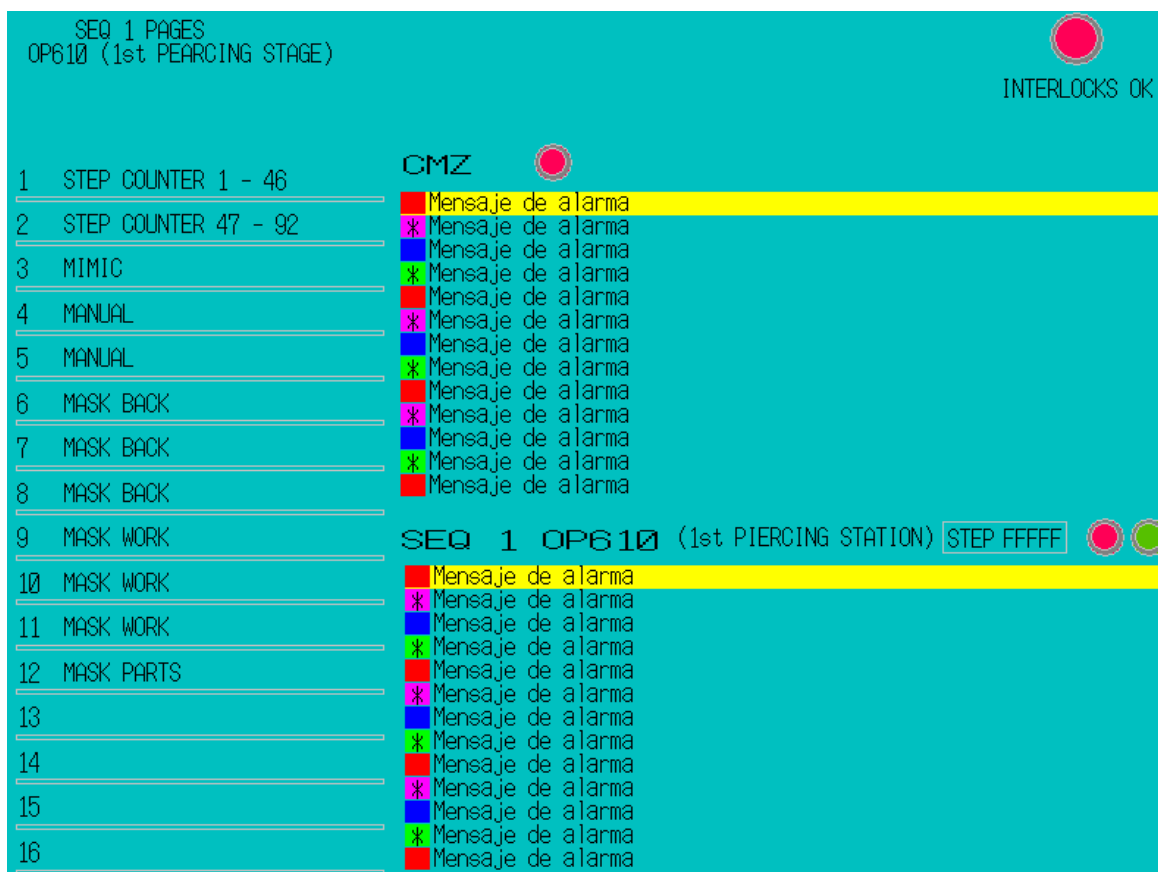 SEQ 1 PAGES
OP610 (1st PEARCING STAGE)
INTERLOCKS OK
1 STEP COUNTER 1 - 46
2 STEP COUNTER 47 - 92
3 MIMIC
4 MANUAL
5 MANUAL
6 MASK BACK
7 MASK BACK
8 MASK BACK
9 MASK WORK
10 MASK WORK
11 MASK WORK
12 MASK PARTS
13
14
15
16
CMZ
Mensaje de alarma
* Mensaje de alarma
Mensaje de alarma
* Mensaje de alarma
Mensaje de alarma
* Mensaje de alarma
Mensaje de alarma
* Mensaje de alarma
Mensaje de alarma
* Mensaje de alarma
Mensaje de alarma
* Mensaje de alarma
Mensaje de alarma
SEQ 1 OP610 (1st PIERCING STATION) STEP FFFFF
Mensaje de alarma
* Mensaje de alarma
Mensaje de alarma
* Mensaje de alarma
Mensaje de alarma
* Mensaje de alarma
Mensaje de alarma
* Mensaje de alarma
Mensaje de alarma
* Mensaje de alarma
Mensaje de alarma
* Mensaje de alarma
Mensaje de alarma